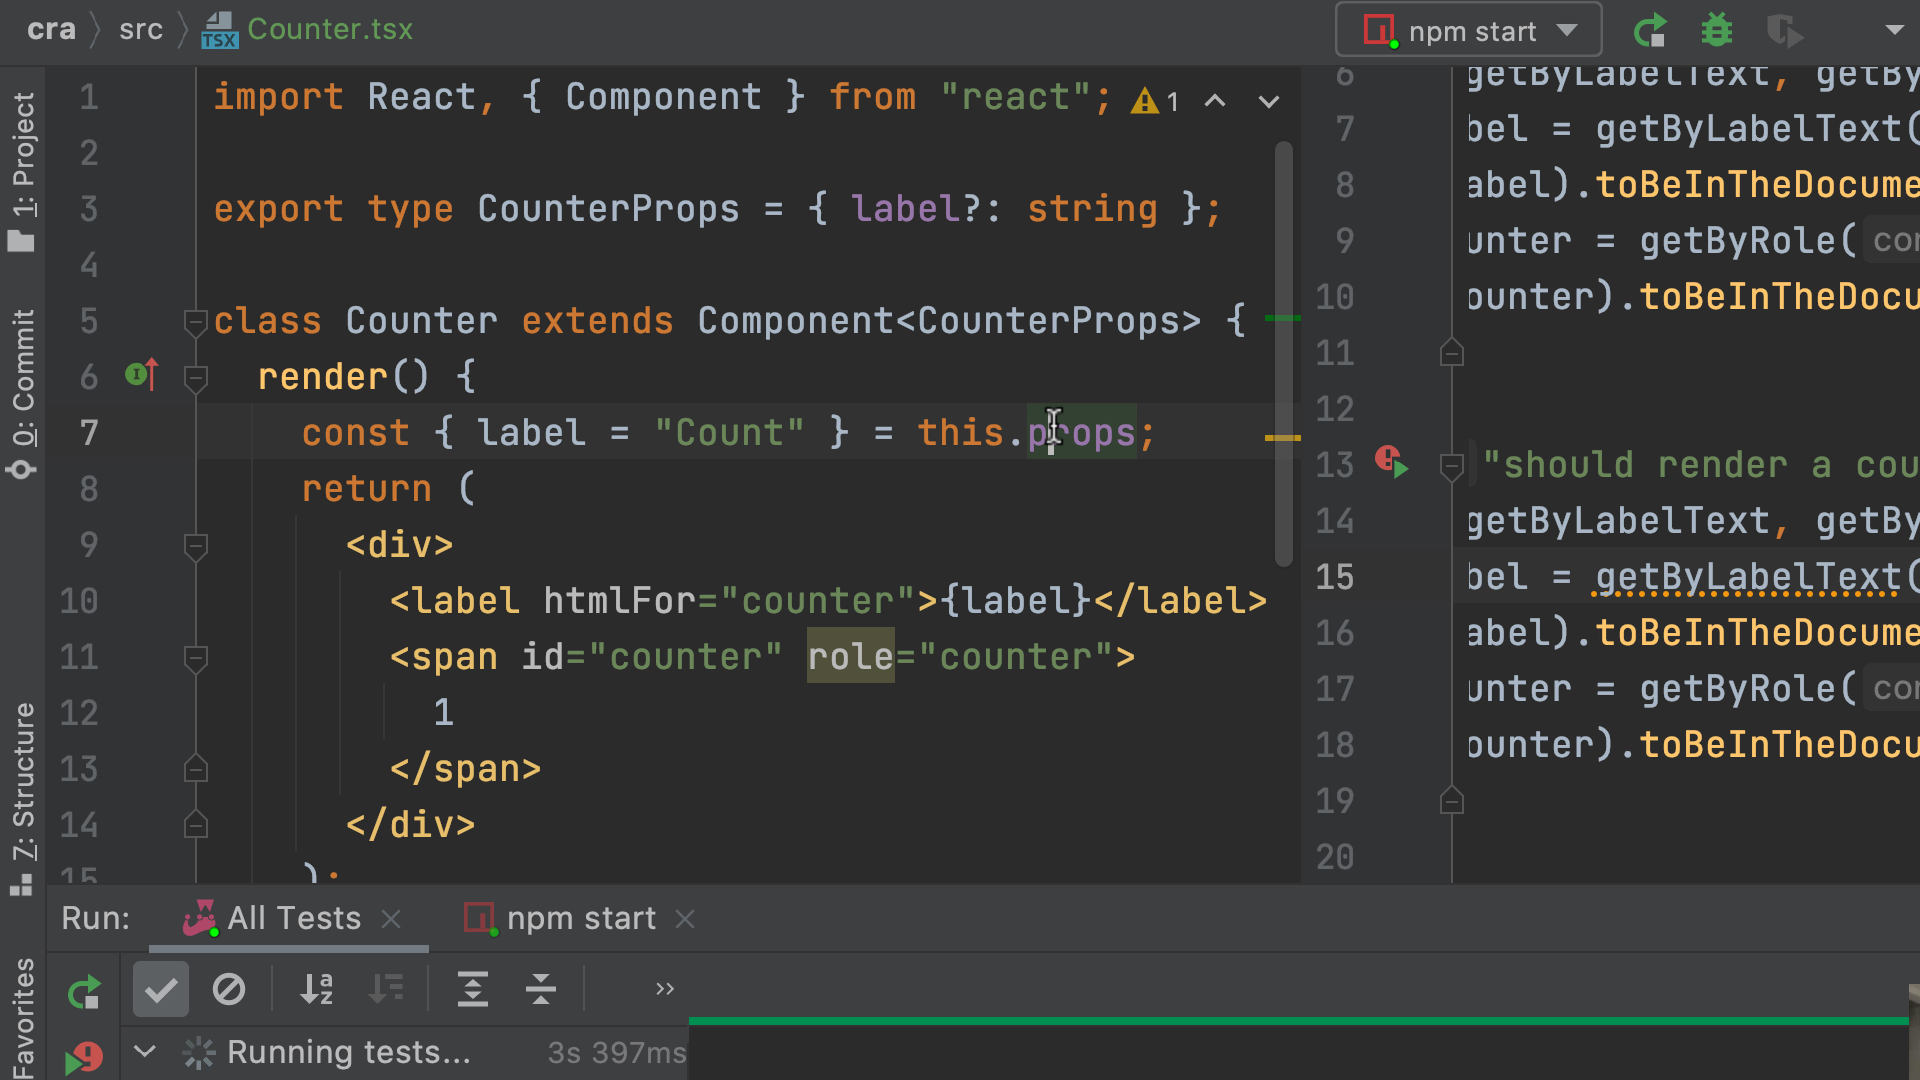 cra src TSX Counter.tsx npm start
1: Project
0: Commit
7: Structure
Favorites
1 import React, { Component } from "react"; 1
2
3 export type CounterProps = { label?: string };
4
5 class Counter extends Component<CounterProps> {
6 render() {
7 const { label = "Count" } = this.props;
8 return (
9 <div>
10 <label htmlFor="counter">{label}</label>
11 <span id="counter" role="counter">
12 1
13 </span>
14 </div>
15 );
6 getByLabelText, getBy
7 bel = getByLabelText(
8 abel).toBeInTheDocume
9 unter = getByRole(
10 ounter).toBeInTheDocu
11
12
13 "should render a cou
14 getByLabelText, getBy
15 bel = getByLabelText(
16 abel).toBeInTheDocume
17 unter = getByRole(
18 ounter).toBeInTheDocu
19
20
Run: All Tests npm start
Running tests... 3s 397ms